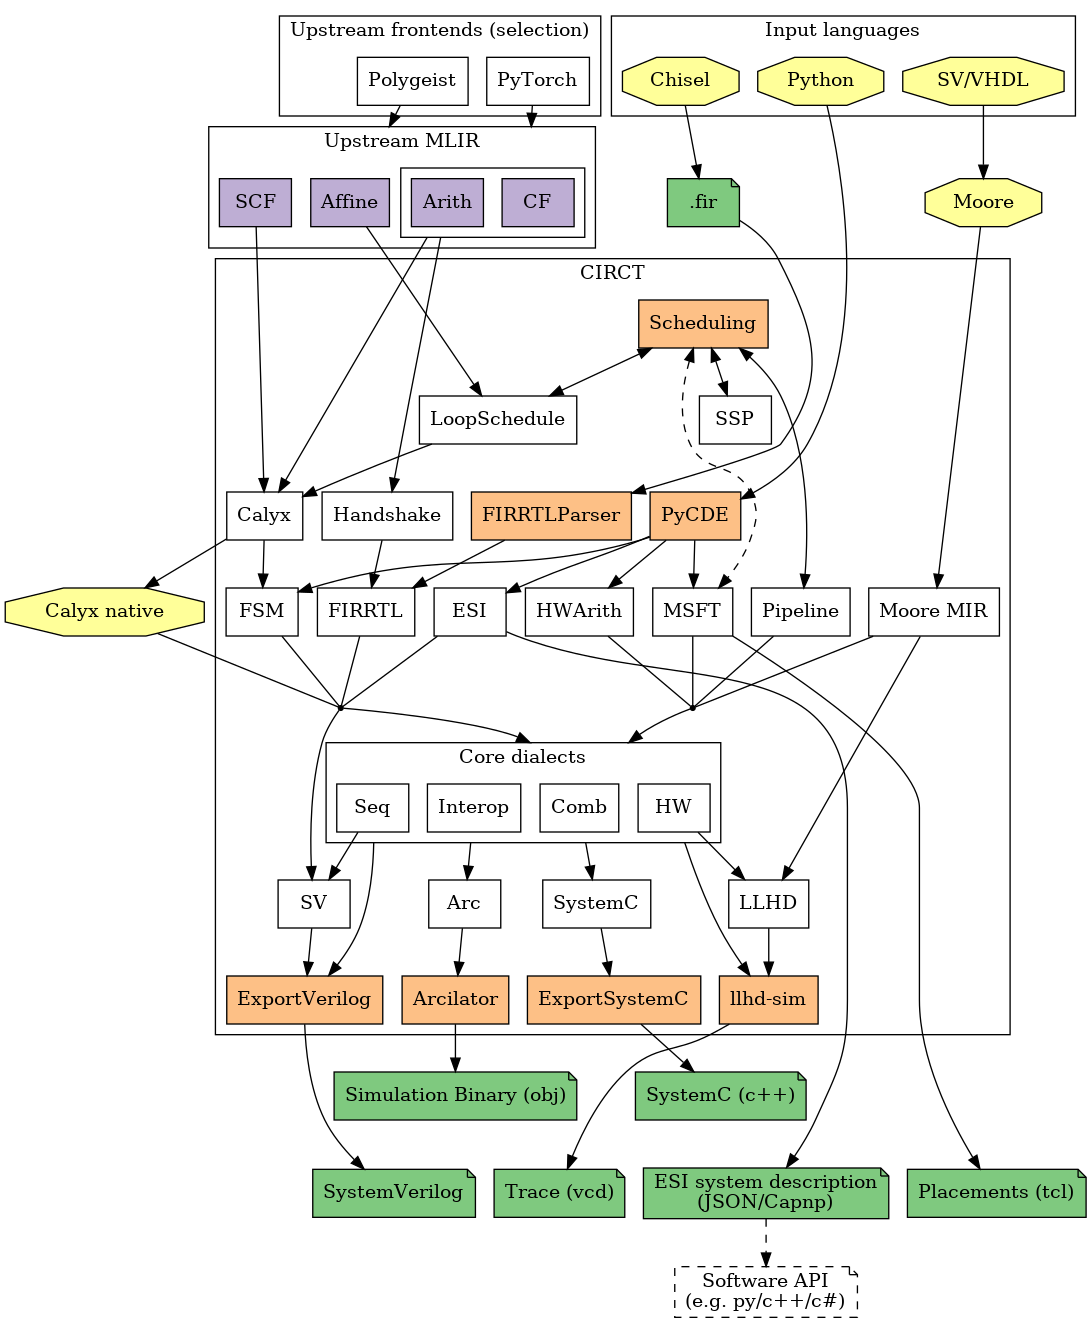 Upstream frontends (selection)
Input languages
Polygeist
PyTorch
Chisel
Python
SV/VHDL
Upstream MLIR
SCF
Affine
Arith
CF
.fir
Moore
CIRCT
Scheduling
LoopSchedule
SSP
Calyx
Handshake
FIRRTLParser
PyCDE
Calyx native
FSM
FIRRTL
ESI
HWArith
MSFT
Pipeline
Moore MIR
Core dialects
Seq
Interop
Comb
HW
SV
Arc
SystemC
LLHD
ExportVerilog
Arcilator
ExportSystemC
llhd-sim
Simulation Binary (obj)
SystemC (c++)
SystemVerilog
Trace (vcd)
ESI system description
(JSON/Capnp)
Placements (tcl)
Software API
(e.g. py/c++/c#)